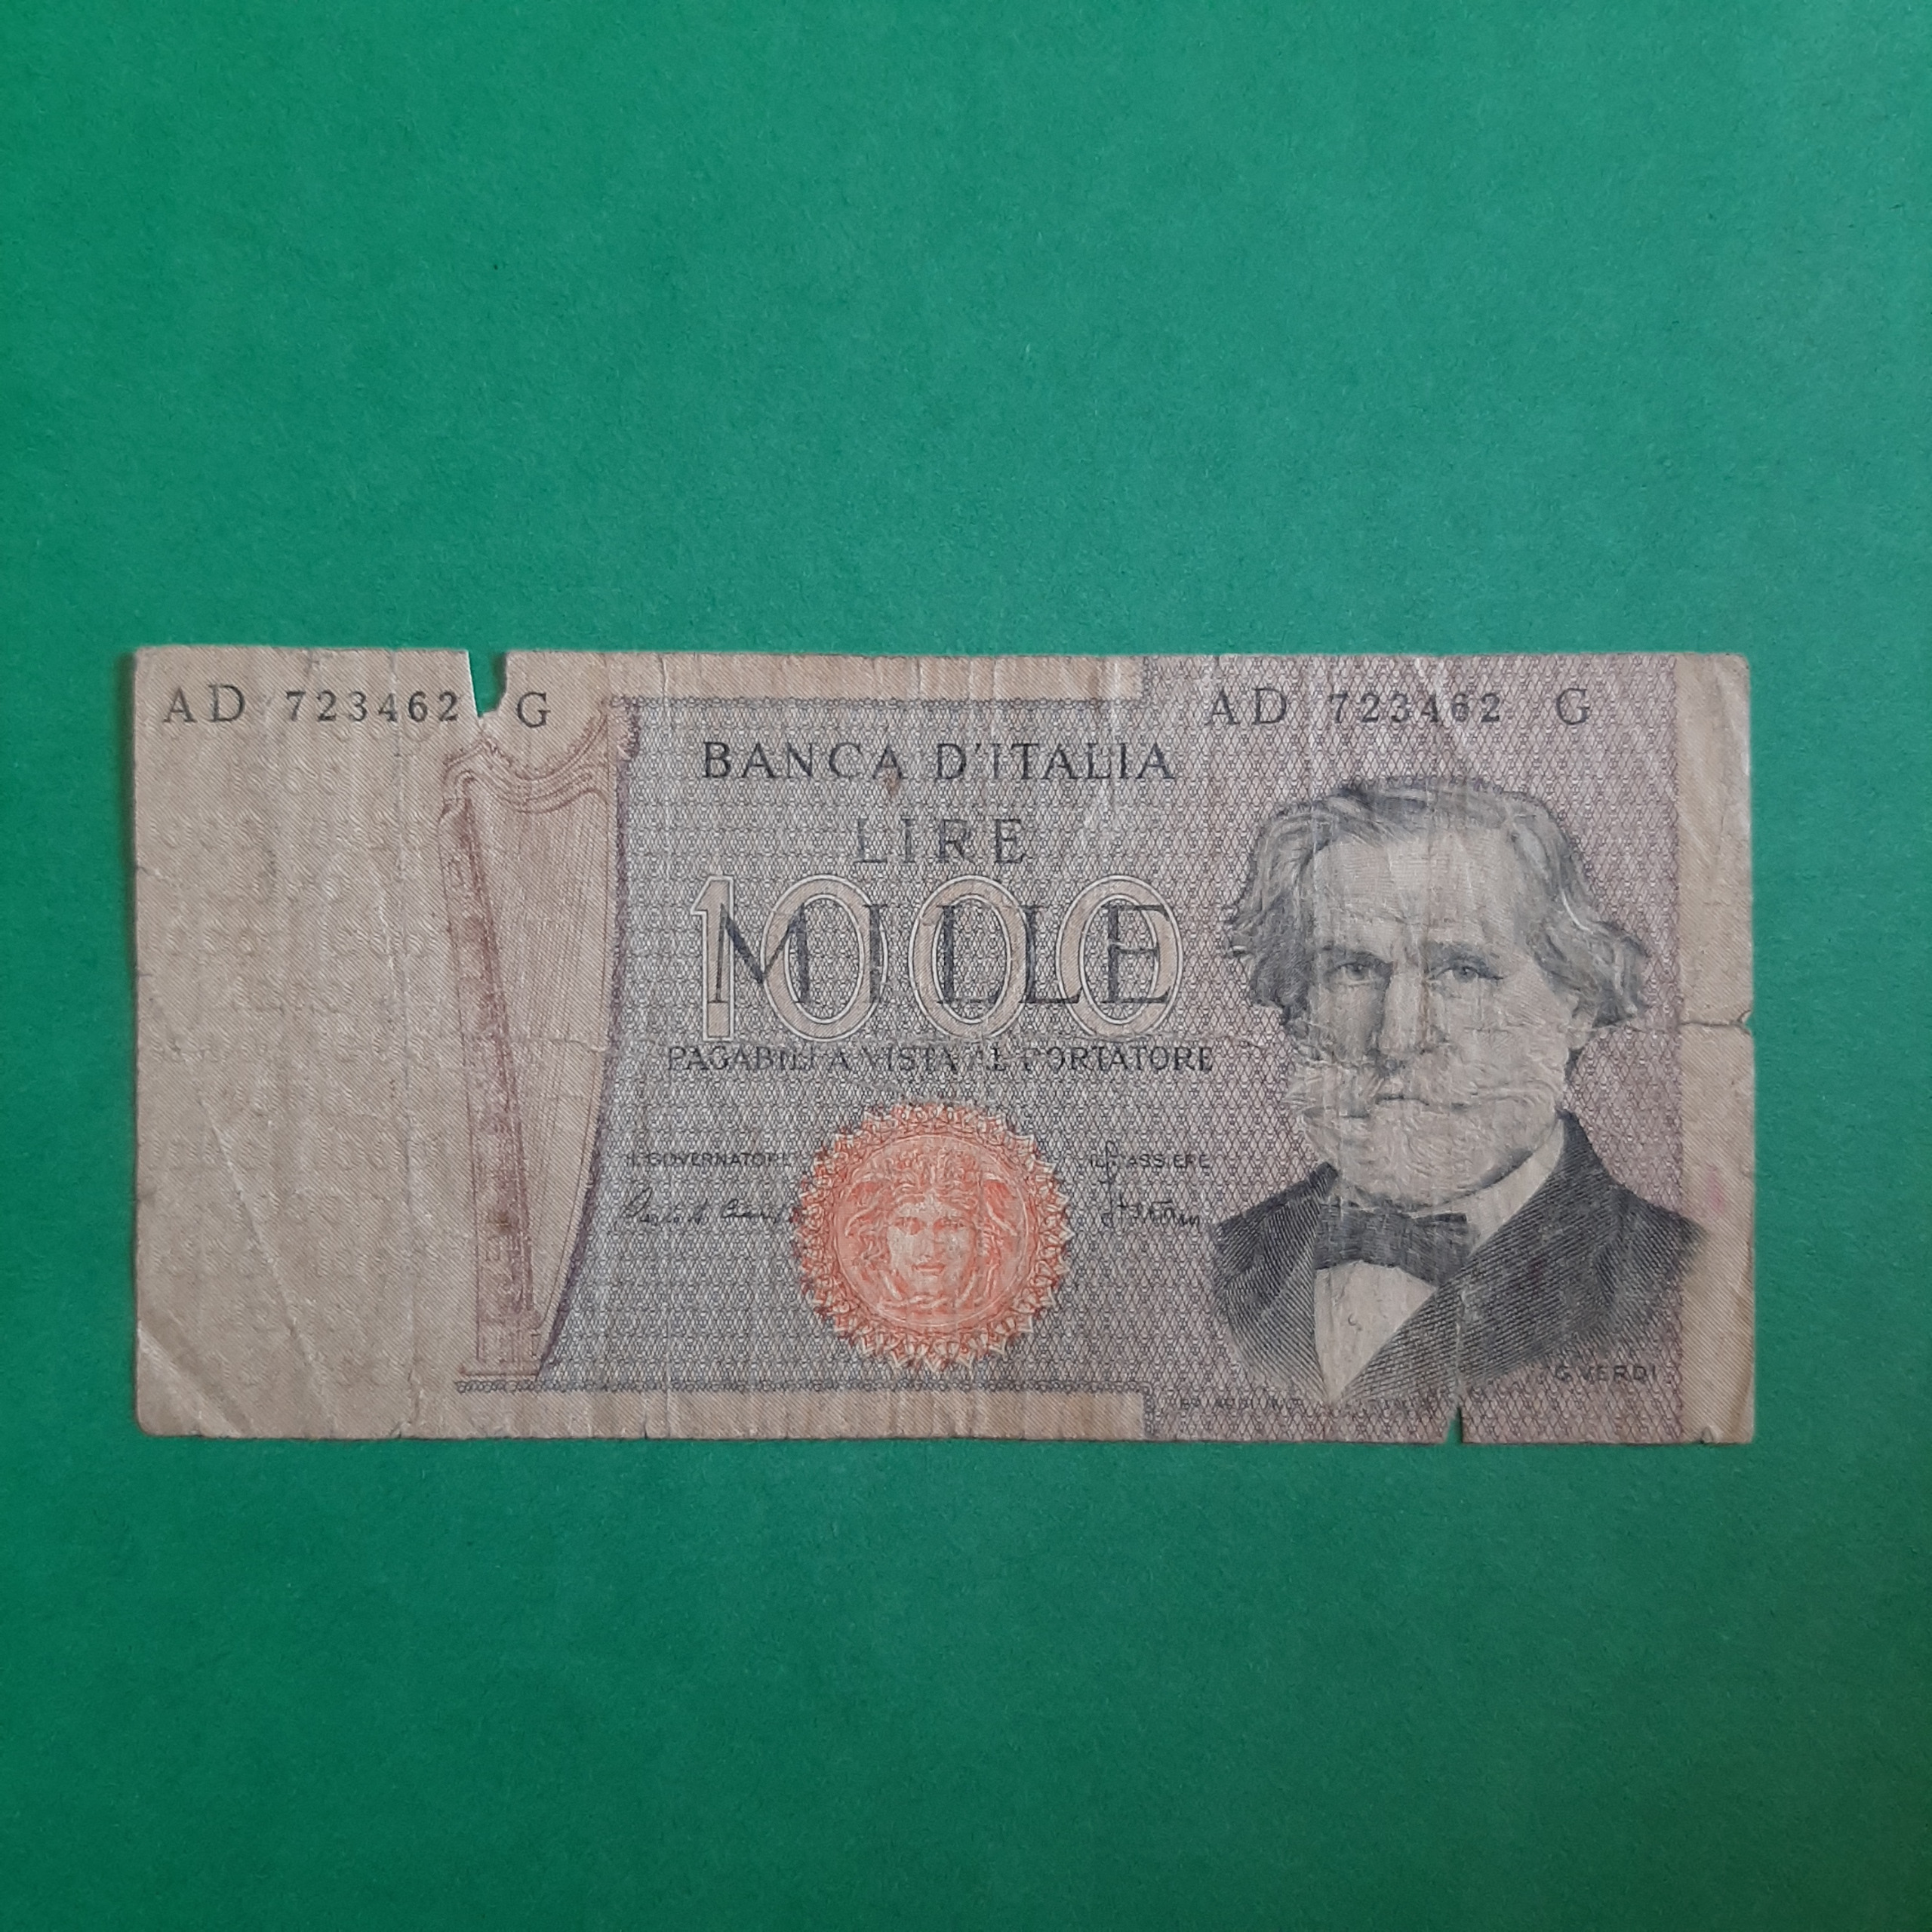 AD 723462 G
AD 723462 G
BANCA D'ITALIA
LIRE
1000
MILLE
PAGABILI A VISTA AL PORTATORE
IL GOVERNATORE
IL CASSIERE
G. VERDI